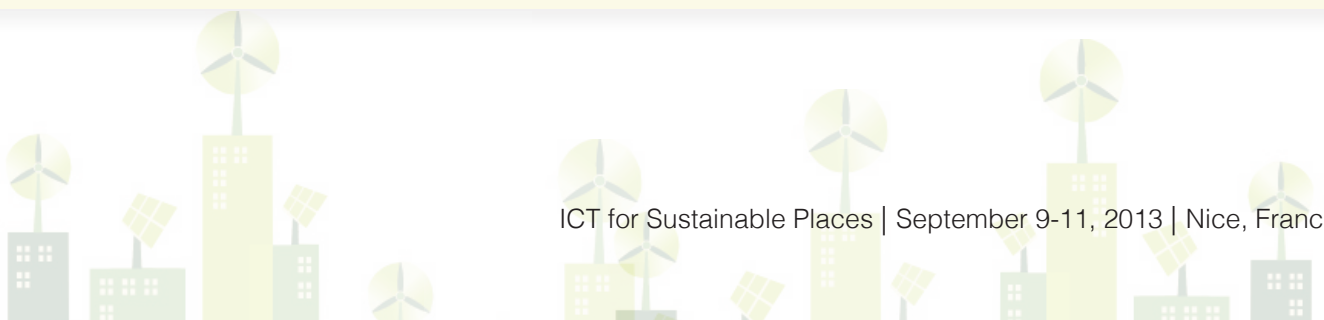 ICT for Sustainable Places | September 9-11, 2013 | Nice, Franc